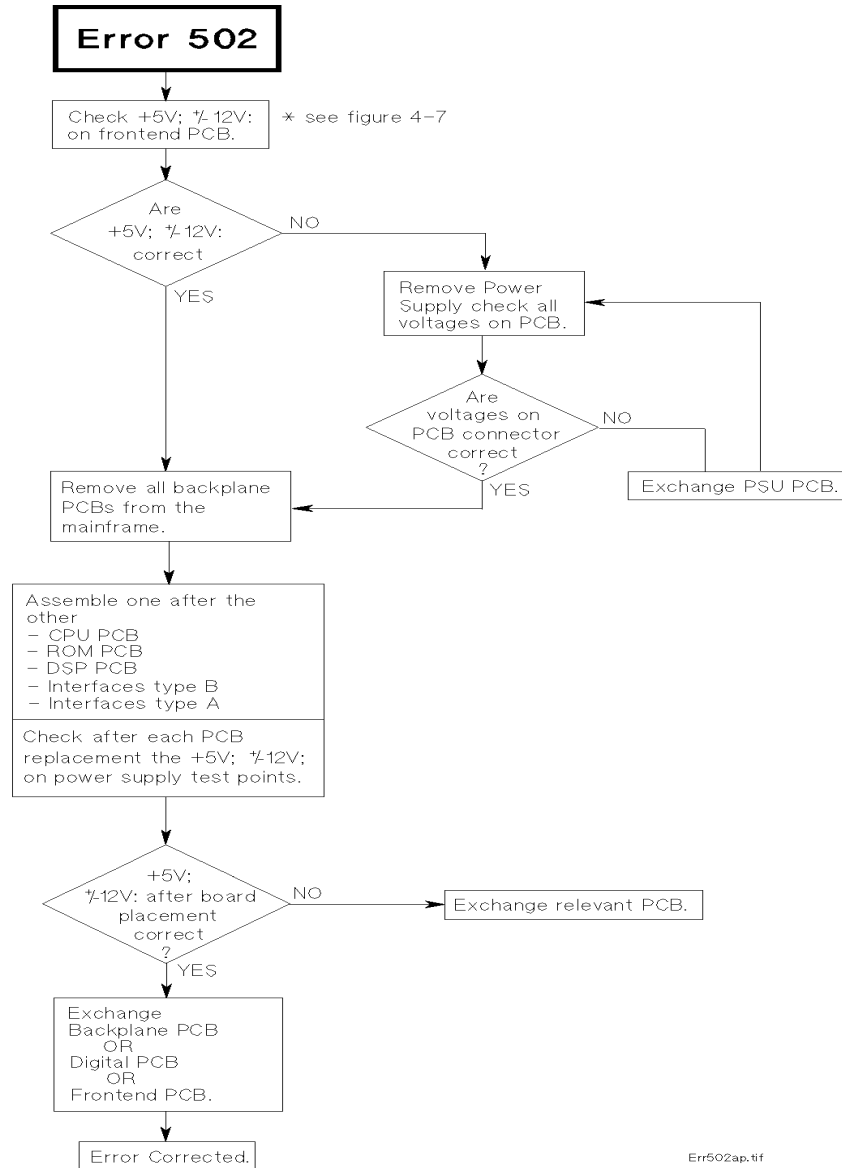 Error 502
Check +5V; +/-12V:
on frontend PCB.
* see figure 4-7
Are
+5V; +/-12V:
correct
NO
YES
Remove Power
Supply check all
voltages on PCB.
Are
voltages on
PCB connector
correct
?
NO
YES
Exchange PSU PCB.
Remove all backplane
PCBs from the
mainframe.
Assemble one after the
other
- CPU PCB
- ROM PCB
- DSP PCB
- Interfaces type B
- Interfaces type A
Check after each PCB
replacement the +5V; +/-12V;
on power supply test points.
+5V;
+/-12V: after board
placement
correct
?
NO
YES
Exchange relevant PCB.
Exchange
Backplane PCB
OR
Digital PCB
OR
Frontend PCB.
Error Corrected.
Err502ap.tif